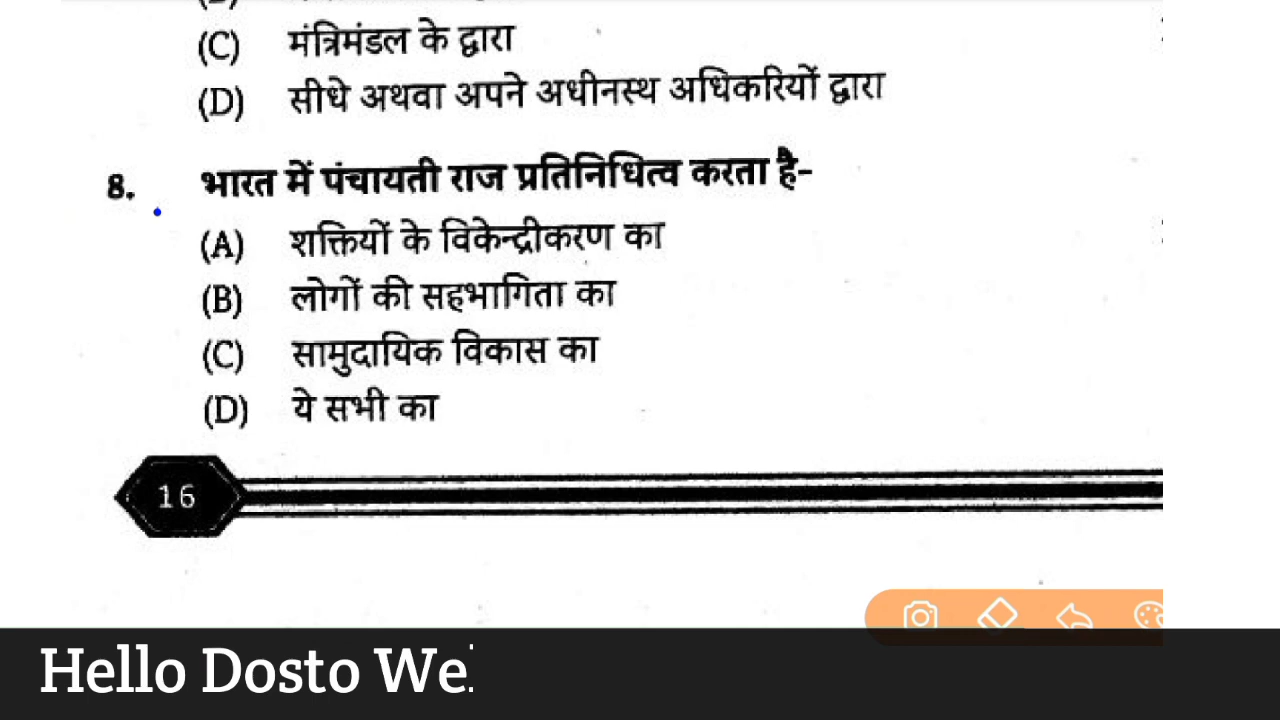 (C) मंत्रिमंडल के द्वारा
(D) सीधे अथवा अपने अधीनस्थ अधिकरियों द्वारा
8. भारत में पंचायती राज प्रतिनिधित्व करता है-
(A) शक्तियों के विकेन्द्रीकरण का
(B) लोगों की सहभागिता का
(C) सामुदायिक विकास का
(D) ये सभी का
16
Hello Dosto We